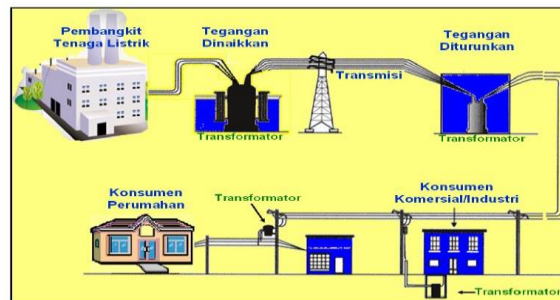 Pembangkit
Tenaga Listrik
Tegangan
Dinaikkan
Transmisi
Tegangan
Diturunkan
Transformator
Transformator
Konsumen
Perumahan
Transformator
Konsumen
Komersial/Industri
Transformator